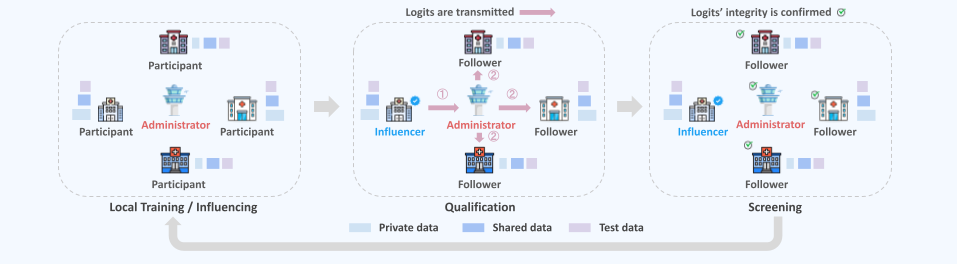 Logits are transmitted
Logits' integrity is confirmed
Participant
Participant
Administrator
Participant
Participant
Local Training / Influencing
Follower
②
①
②
Influencer
Administrator
Follower
②
Follower
Qualification
Follower
Influencer
Administrator
Follower
Follower
Screening
Private data
Shared data
Test data